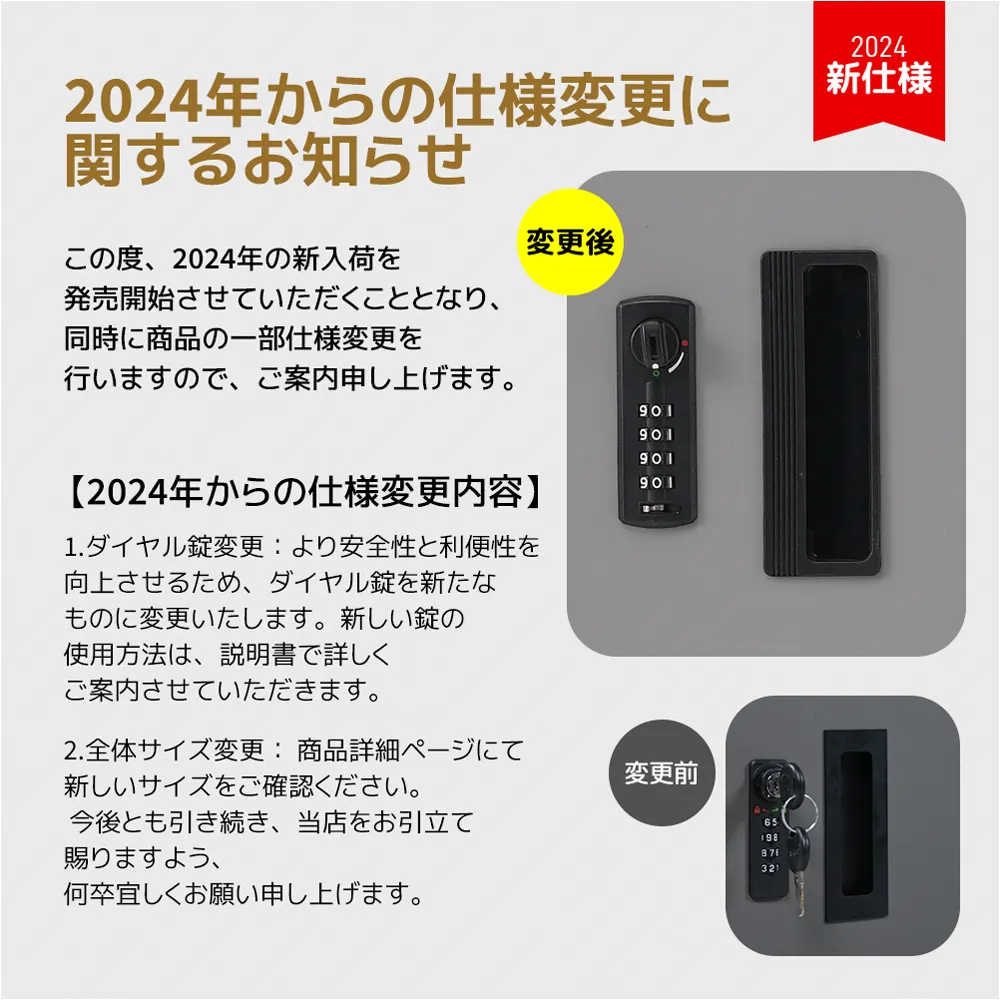 2024
新仕様
2024年からの仕様変更に
関するお知らせ
変更後
この度、2024年の新入荷を
発売開始させていただくこととなり、
同時に商品の一部仕様変更を
行いますので、ご案内申し上げます。
901
901
901
901
【2024年からの仕様変更内容】
1.ダイヤル錠変更：より安全性と利便性を
向上させるため、ダイヤル錠を新たな
ものに変更いたします。新しい錠の
使用方法は、説明書で詳しく
ご案内させていただきます。
2.全体サイズ変更： 商品詳細ページにて
新しいサイズをご確認ください。
今後とも引き続き、当店をお引立て
賜りますよう、
何卒宜しくお願い申し上げます。
変更前
65
198
876
321